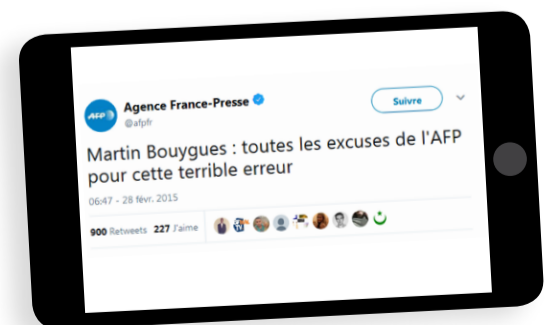 AFP
Agence France-Presse
Suivre
@afpfr
Martin Bouygues : toutes les excuses de l'AFP
pour cette terrible erreur
06:47 - 28 févr. 2015
900 Retweets 227 J'aime